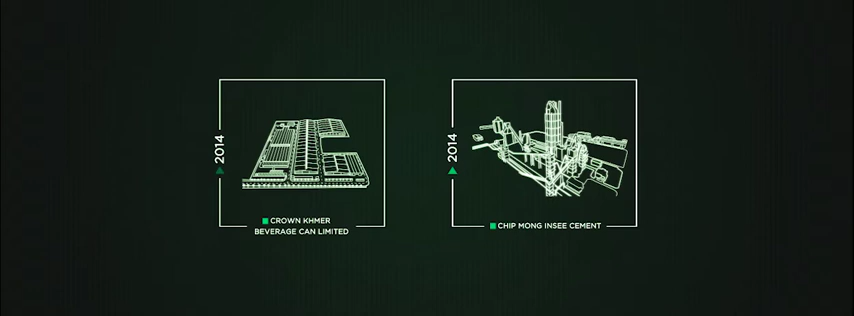 2014
CROWN KHMER
BEVERAGE CAN LIMITED
2014
CHIP MONG INSEE CEMENT